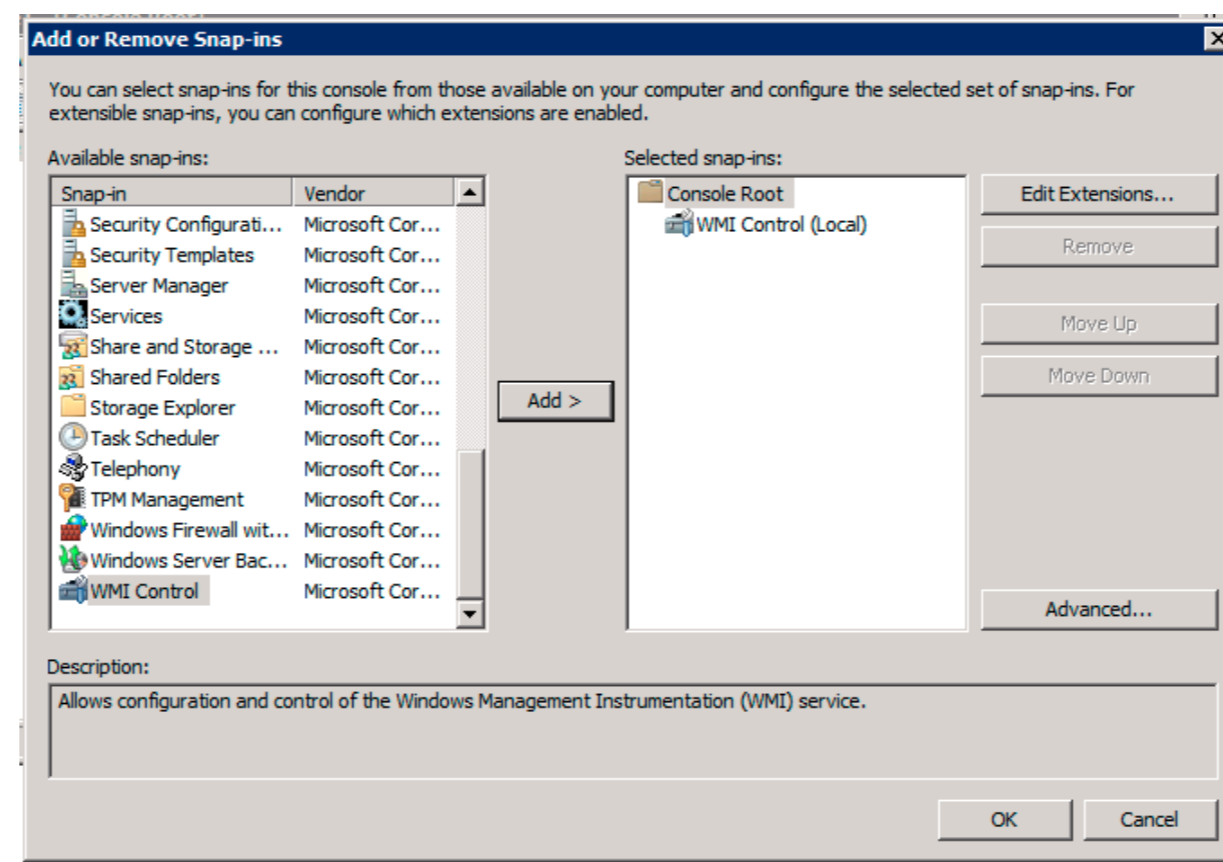 Add or Remove Snap-ins
You can select snap-ins for this console from those available on your computer and configure the selected set of snap-ins. For
extensible snap-ins, you can configure which extensions are enabled.
Available snap-ins:
Snap-in Vendor
Security Configurati... Microsoft Cor...
Security Templates Microsoft Cor...
Server Manager Microsoft Cor...
Services Microsoft Cor...
Share and Storage ... Microsoft Cor...
Shared Folders Microsoft Cor...
Storage Explorer Microsoft Cor...
Task Scheduler Microsoft Cor...
Telephony Microsoft Cor...
TPM Management Microsoft Cor...
Windows Firewall wit... Microsoft Cor...
Windows Server Bac... Microsoft Cor...
WMI Control Microsoft Cor...
Add >
Selected snap-ins:
Console Root
WMI Control (Local)
Edit Extensions...
Remove
Move Up
Move Down
Advanced...
Description:
Allows configuration and control of the Windows Management Instrumentation (WMI) service.
OK Cancel